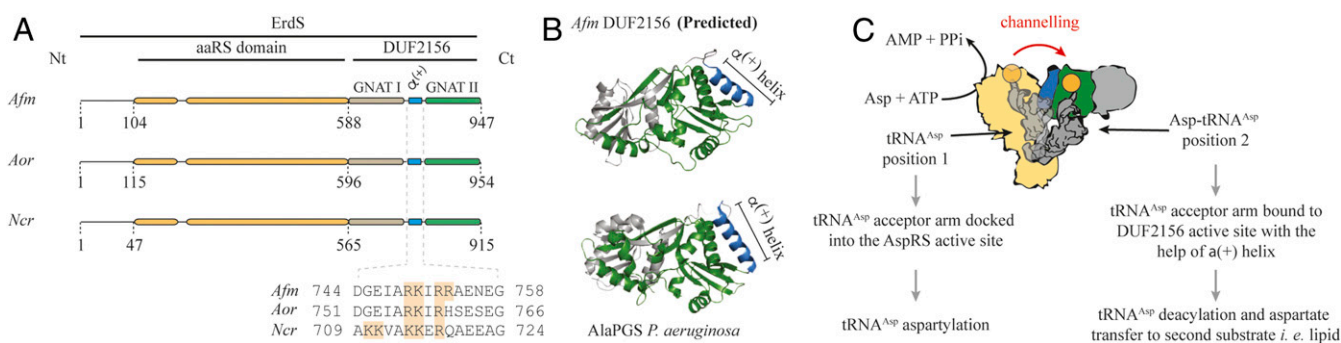 A
ErdS
Nt
aaRS domain
DUF2156
Ct
GNAT I
α(+)
GNAT II
Afm
1
104
588
947
Aor
1
115
596
954
Ncr
1
47
565
915
Afm 744 DGEIARKIRRAENEG 758
Aor 751 DGEIARKIRHSESEG 766
Ncr 709 AKKVAKKERQAEEAG 724
B
Afm DUF2156 (Predicted)
α(+)
helix
α(+)
helix
AlaPGS P. aeruginosa
C
channelling
AMP + PPi
Asp + ATP
tRNAAsp
position 1
Asp-tRNAAsp
position 2
tRNAAsp acceptor arm docked
into the AspRS active site
tRNAAsp aspartylation
tRNAAsp acceptor arm bound to
DUF2156 active site with the
help of a(+) helix
tRNAAsp deacylation and aspartate
transfer to second substrate i. e. lipid